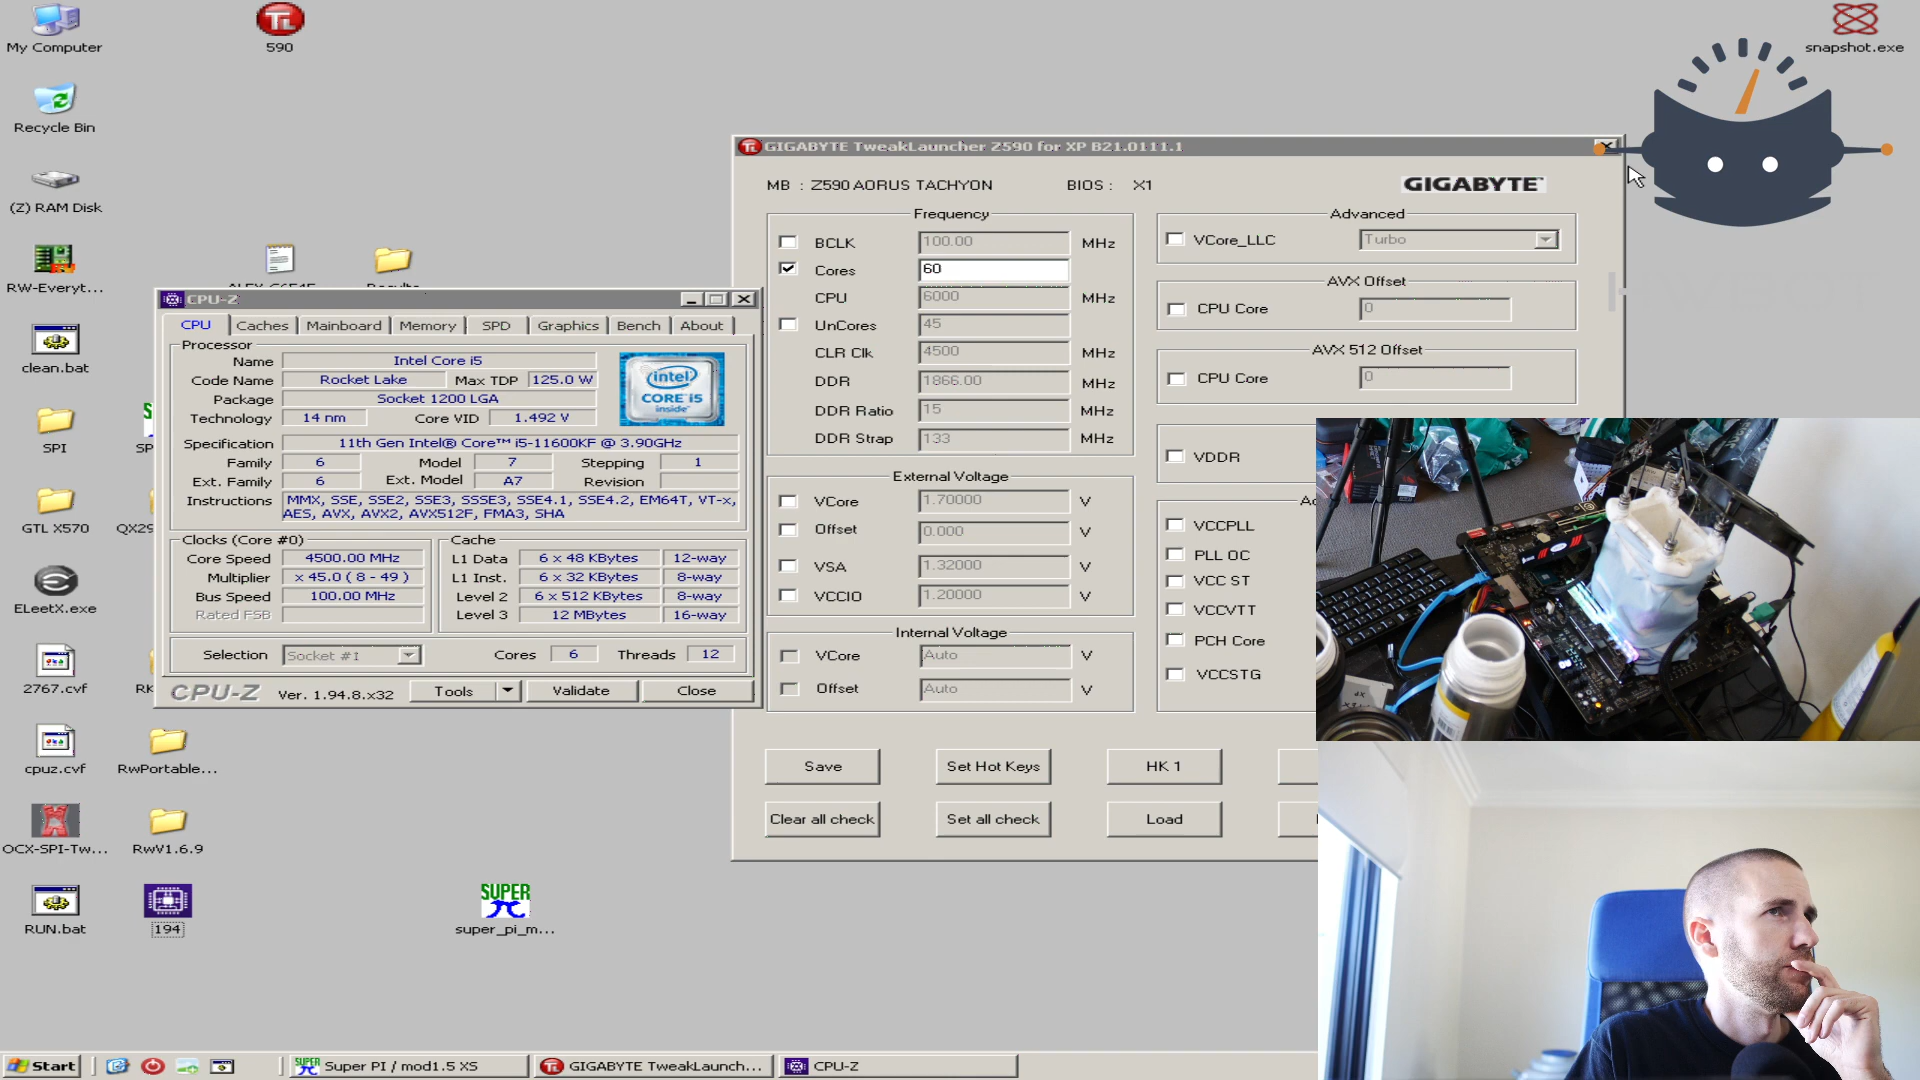 My Computer
590
snapshot.exe
Recycle Bin
(Z) RAM Disk
RW-Everyt...
clean.bat
SPI
GTL X570
QX29
ELeetX.exe
2767.cvf
RK
cpuz.cvf
RwPortable...
OCX-SPI-Tw...
RwV1.6.9
RUN.bat
194
SUPER
super_pi_m...
GIGABYTE TweakLauncher Z590 for XP B21.0111.1
MB : Z590 AORUS TACHYON BIOS : X1
GIGABYTE
Frequency
BCLK 100.00 MHz
Cores 60
CPU 6000 MHz
UnCores 45
CLR Clk 4500 MHz
DDR 1866.00 MHz
DDR Ratio 15 MHz
DDR Strap 133 MHz
External Voltage
VCore 1.70000 V
Offset 0.000 V
VSA 1.32000 V
VCCIO 1.20000 V
Internal Voltage
VCore Auto V
Offset Auto V
Advanced
VCore_LLC Turbo
AVX Offset
CPU Core 0
AVX 512 Offset
CPU Core 0
VDDR
VCCPLL
PLL OC
VCC ST
VCCVTT
PCH Core
VCCSTG
Save
Set Hot Keys
HK 1
Clear all check
Set all check
Load
CPU-Z
CPU Caches Mainboard Memory SPD Graphics Bench About
Processor
Name Intel Core i5
Code Name Rocket Lake Max TDP 125.0 W
Package Socket 1200 LGA
Technology 14 nm Core VID 1.492 V
intel
CORE i5
inside
Specification 11th Gen Intel® Core™ i5-11600KF @ 3.90GHz
Family 6 Model 7 Stepping 1
Ext. Family 6 Ext. Model A7 Revision
Instructions MMX, SSE, SSE2, SSE3, SSSE3, SSE4.1, SSE4.2, EM64T, VT-x,
AES, AVX, AVX2, AVX512F, FMA3, SHA
Clocks (Core #0)
Core Speed 4500.00 MHz
Multiplier x 45.0 ( 8 - 49 )
Bus Speed 100.00 MHz
Rated FSB
Cache
L1 Data 6 x 48 KBytes 12-way
L1 Inst. 6 x 32 KBytes 8-way
Level 2 6 x 512 KBytes 8-way
Level 3 12 MBytes 16-way
Selection Socket #1 Cores 6 Threads 12
CPU-Z Ver. 1.94.8.x32 Tools Validate Close
Start
Super PI / mod1.5 XS
GIGABYTE TweakLaunch...
CPU-Z